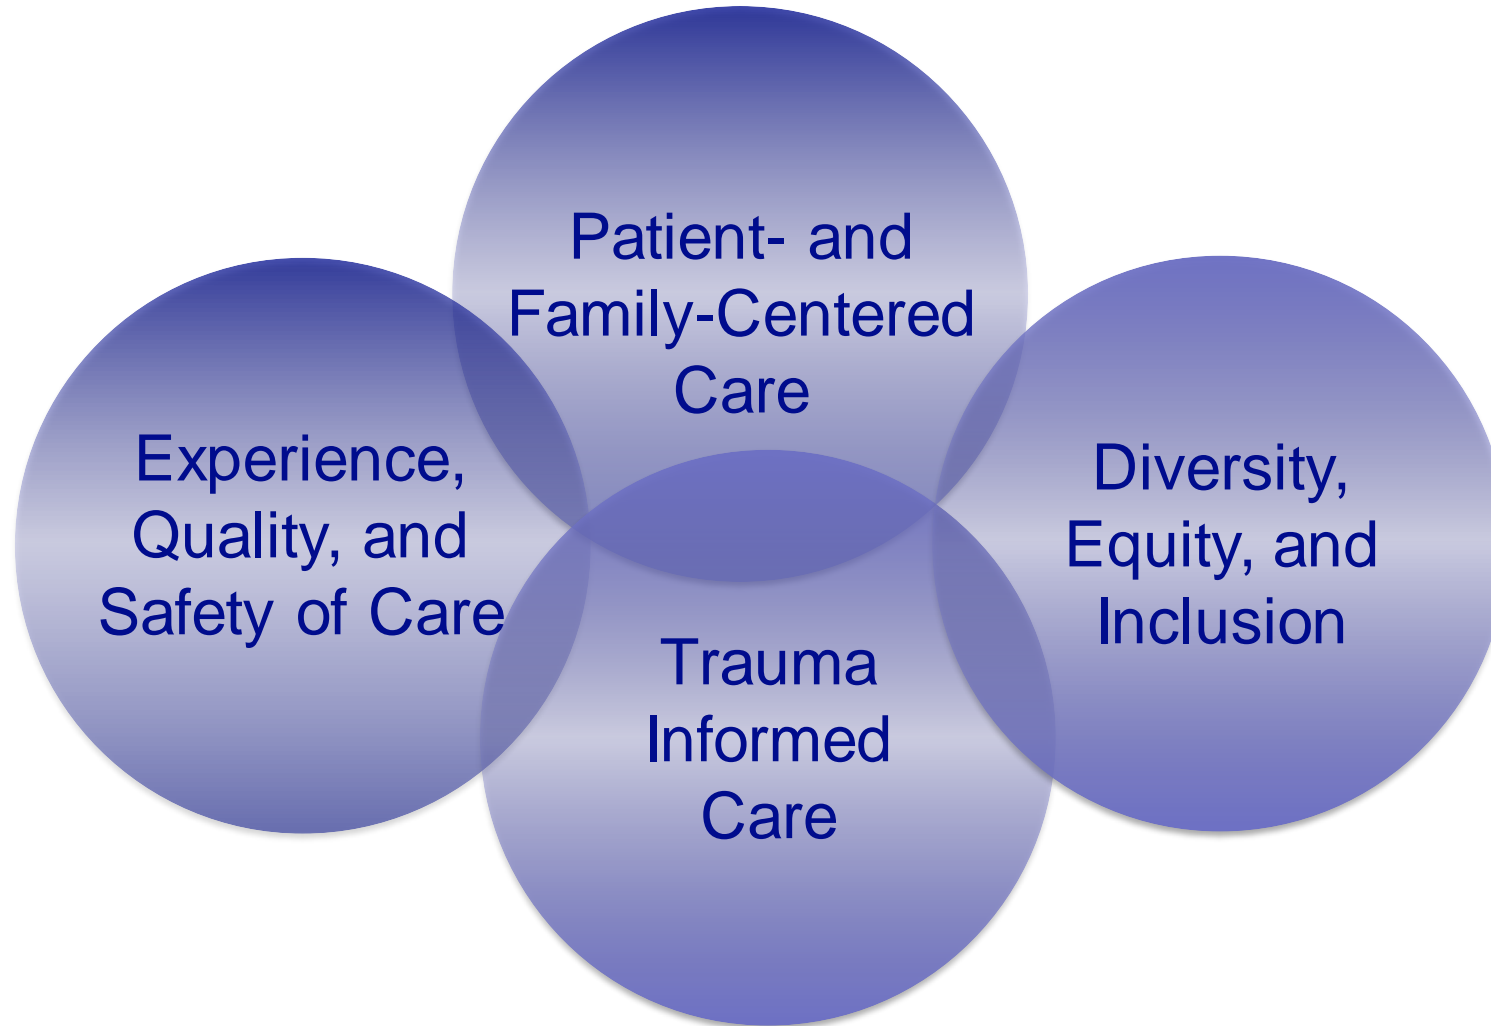 Patient- and
Family-Centered
Care
Experience,
Quality, and
Safety of Care
Diversity,
Equity, and
Inclusion
Trauma
Informed
Care